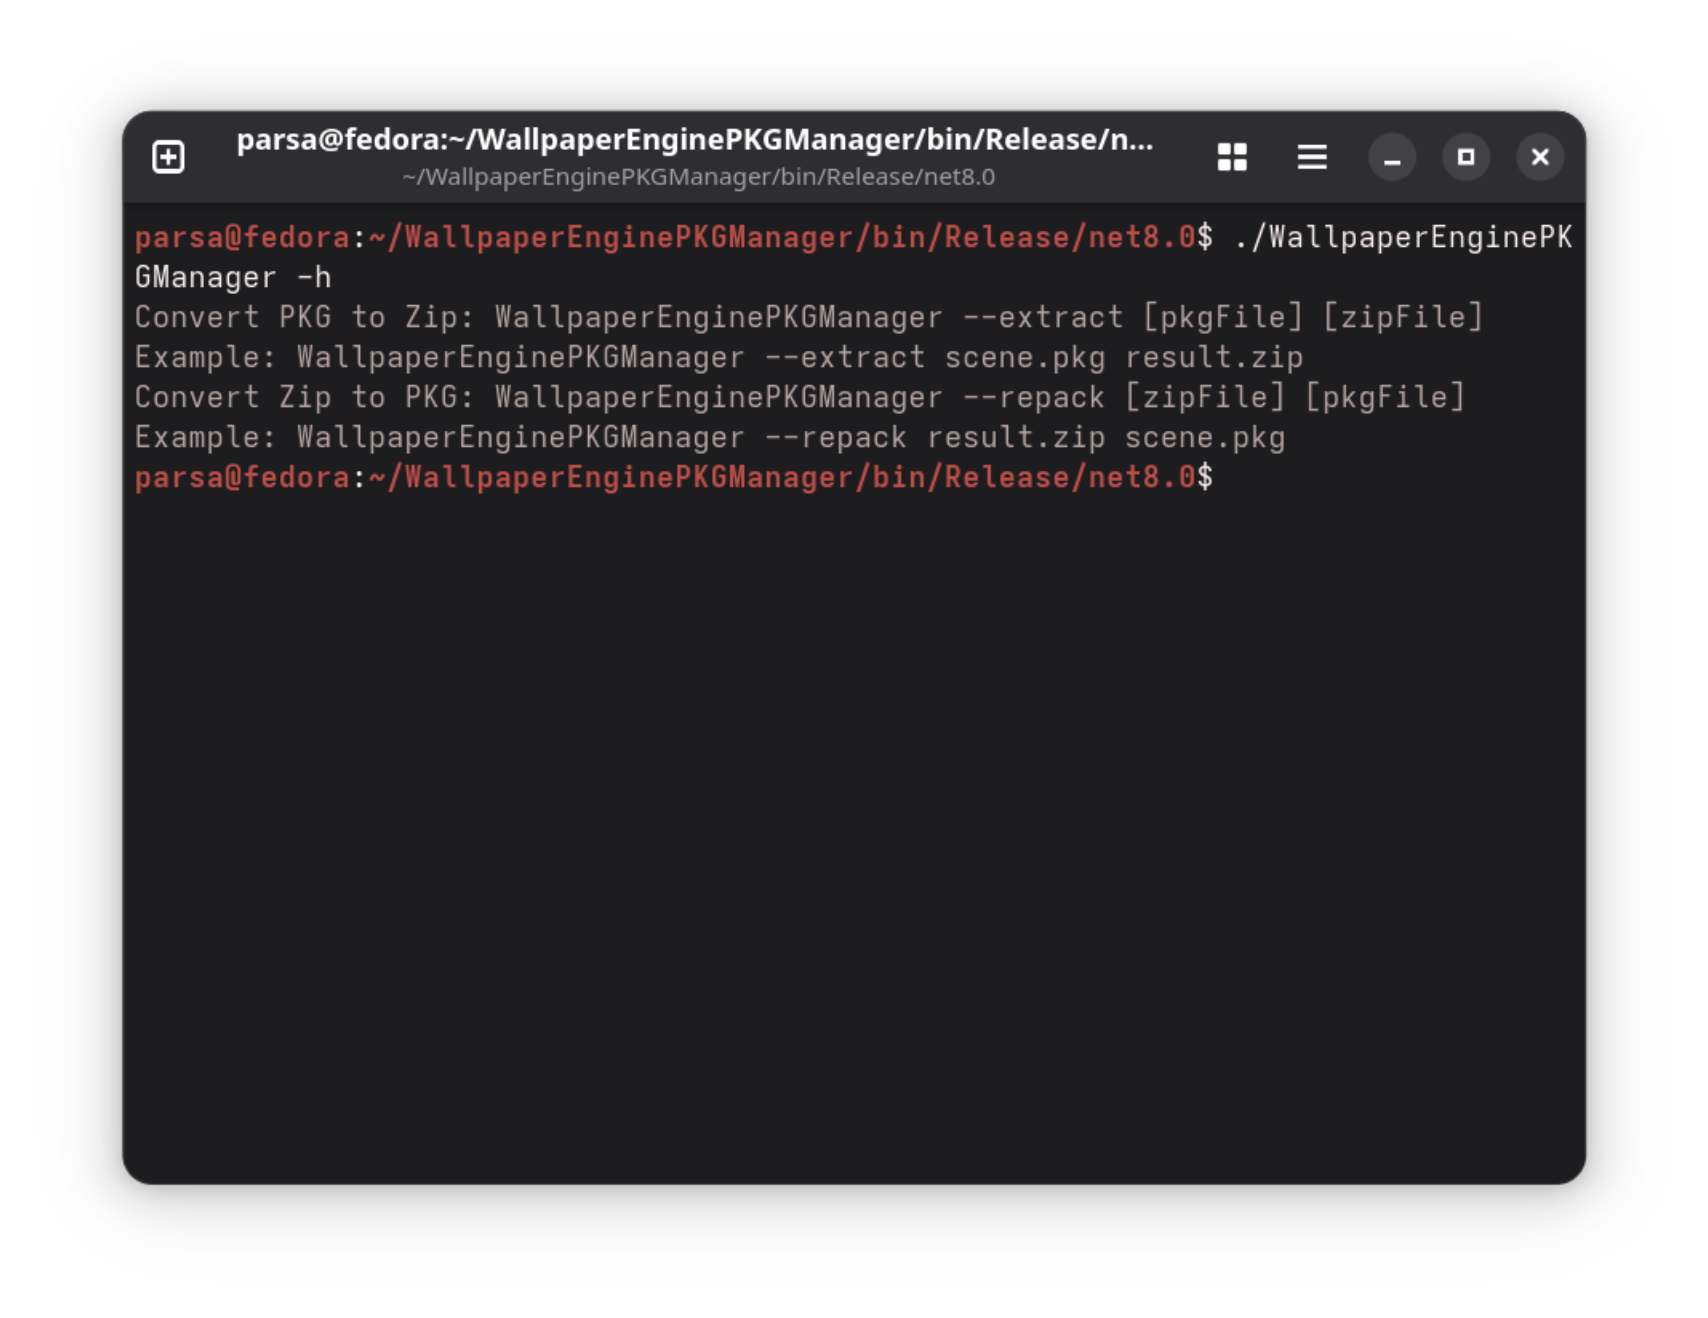 parsa@fedora:~/WallpaperEnginePKGManager/bin/Release/n...
~/WallpaperEnginePKGManager/bin/Release/net8.0
parsa@fedora:~/WallpaperEnginePKGManager/bin/Release/net8.0$ ./WallpaperEnginePK
GManager -h
Convert PKG to Zip: WallpaperEnginePKGManager --extract [pkgFile] [zipFile]
Example: WallpaperEnginePKGManager --extract scene.pkg result.zip
Convert Zip to PKG: WallpaperEnginePKGManager --repack [zipFile] [pkgFile]
Example: WallpaperEnginePKGManager --repack result.zip scene.pkg
parsa@fedora:~/WallpaperEnginePKGManager/bin/Release/net8.0$